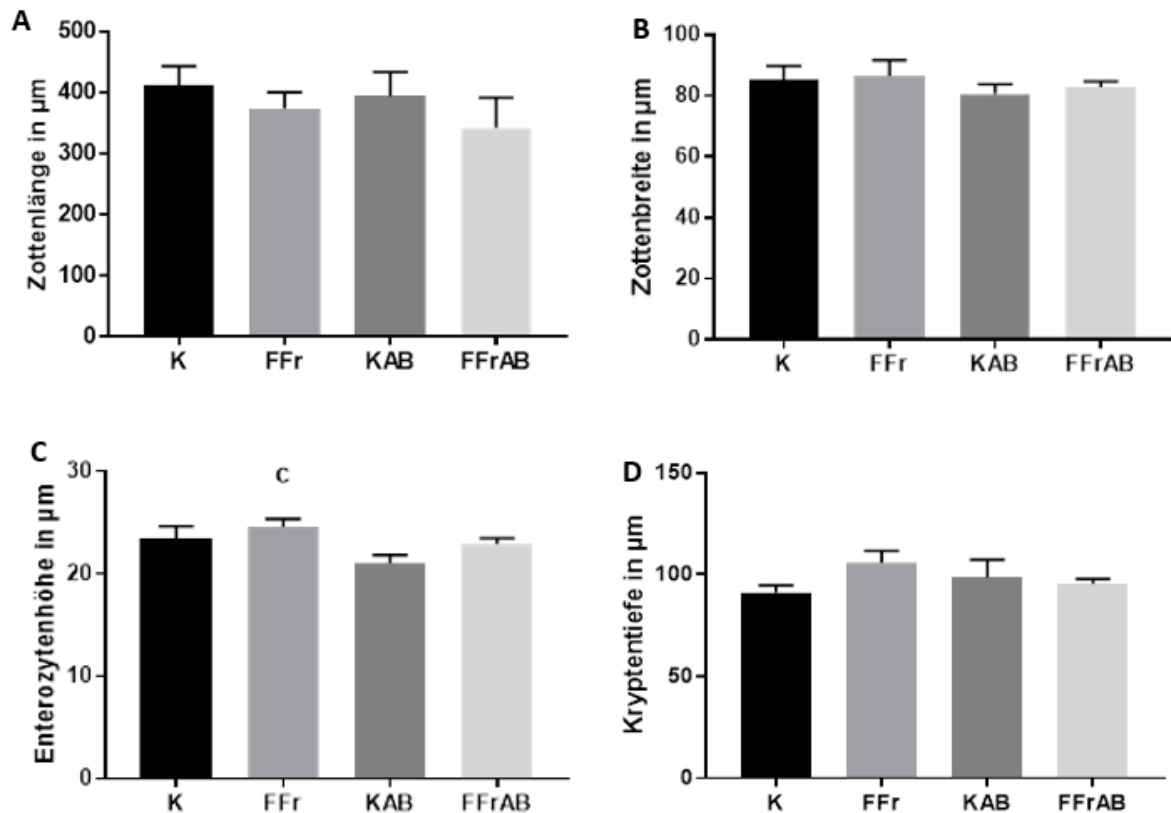 A
Zottenlänge in µm
500
400
300
200
100
0
K FFr KAB FFrAB
B
Zottenbreite in µm
100
80
60
40
20
0
K FFr KAB FFrAB
C
Enterozytenhöhe in µm
30
20
10
0
C
K FFr KAB FFrAB
D
Kryptentiefe in µm
150
100
50
0
K FFr KAB FFrAB